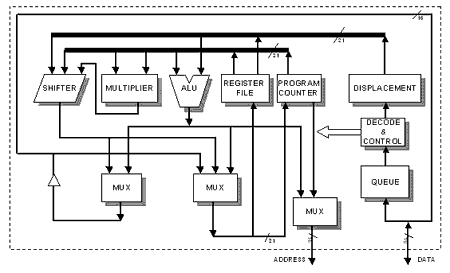 16
21
21
SHIFTER
MULTIPLIER
ALU
REGISTER
FILE
PROGRAM
COUNTER
DISPLACEMENT
DECODE
&
CONTROL
QUEUE
MUX
MUX
MUX
21
ADDRESS
DATA